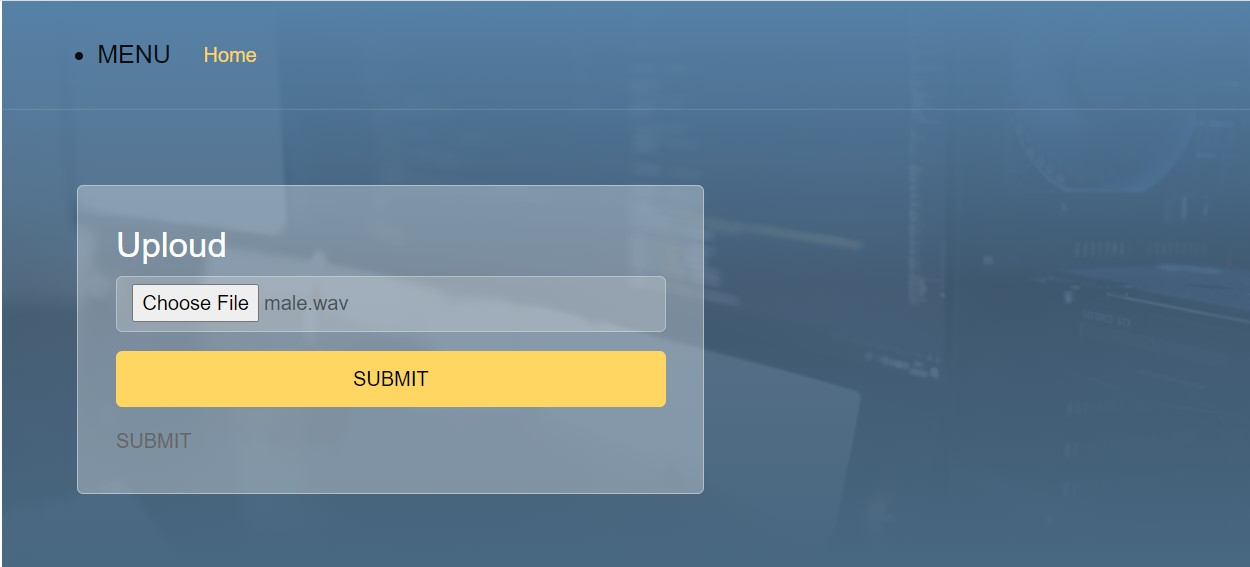 • MENU Home
Uploud
Choose File male.wav
SUBMIT
SUBMIT